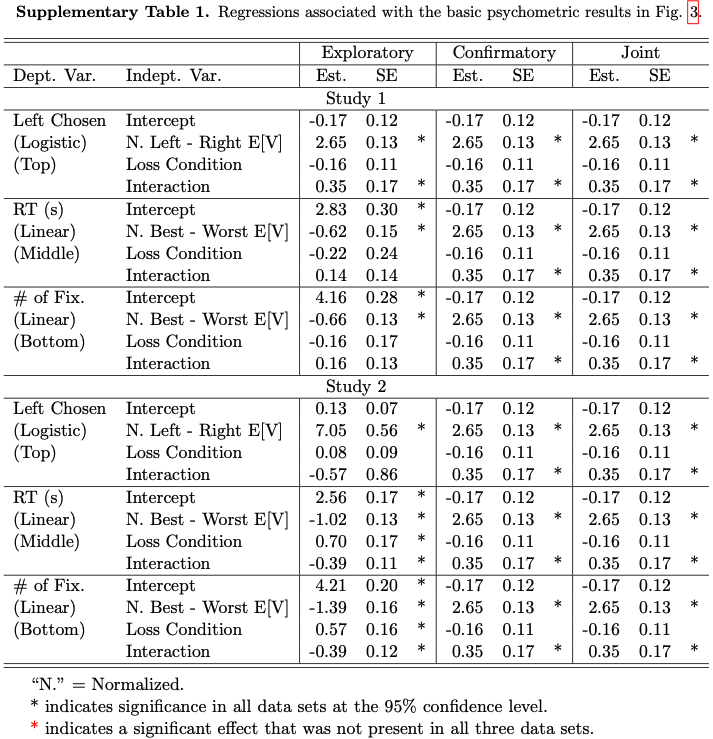 Supplementary Table 1. Regressions associated with the basic psychometric results in Fig. 3.
Exploratory Confirmatory Joint
Dept. Var. Indept. Var. Est. SE Est. SE Est. SE
Study 1
Left Chosen Intercept -0.17 0.12 -0.17 0.12 -0.17 0.12
(Logistic) N. Left - Right E[V] 2.65 0.13 * 2.65 0.13 * 2.65 0.13 *
(Top) Loss Condition -0.16 0.11 -0.16 0.11 -0.16 0.11
Interaction 0.35 0.17 * 0.35 0.17 * 0.35 0.17 *
RT (s) Intercept 2.83 0.30 * -0.17 0.12 -0.17 0.12
(Linear) N. Best - Worst E[V] -0.62 0.15 * 2.65 0.13 * 2.65 0.13 *
(Middle) Loss Condition -0.22 0.24 -0.16 0.11 -0.16 0.11
Interaction 0.14 0.14 0.35 0.17 * 0.35 0.17 *
# of Fix. Intercept 4.16 0.28 * -0.17 0.12 -0.17 0.12
(Linear) N. Best - Worst E[V] -0.66 0.13 * 2.65 0.13 * 2.65 0.13 *
(Bottom) Loss Condition -0.16 0.17 -0.16 0.11 -0.16 0.11
Interaction 0.16 0.13 0.35 0.17 * 0.35 0.17 *
Study 2
Left Chosen Intercept 0.13 0.07 -0.17 0.12 -0.17 0.12
(Logistic) N. Left - Right E[V] 7.05 0.56 * 2.65 0.13 * 2.65 0.13 *
(Top) Loss Condition 0.08 0.09 -0.16 0.11 -0.16 0.11
Interaction -0.57 0.86 0.35 0.17 * 0.35 0.17 *
RT (s) Intercept 2.56 0.17 * -0.17 0.12 -0.17 0.12
(Linear) N. Best - Worst E[V] -1.02 0.13 * 2.65 0.13 * 2.65 0.13 *
(Middle) Loss Condition 0.70 0.17 * -0.16 0.11 -0.16 0.11
Interaction -0.39 0.11 * 0.35 0.17 * 0.35 0.17 *
# of Fix. Intercept 4.21 0.20 * -0.17 0.12 -0.17 0.12
(Linear) N. Best - Worst E[V] -1.39 0.16 * 2.65 0.13 * 2.65 0.13 *
(Bottom) Loss Condition 0.57 0.16 * -0.16 0.11 -0.16 0.11
Interaction -0.39 0.12 * 0.35 0.17 * 0.35 0.17 *
“N.” = Normalized.
* indicates significance in all data sets at the 95% confidence level.
* indicates a significant effect that was not present in all three data sets.